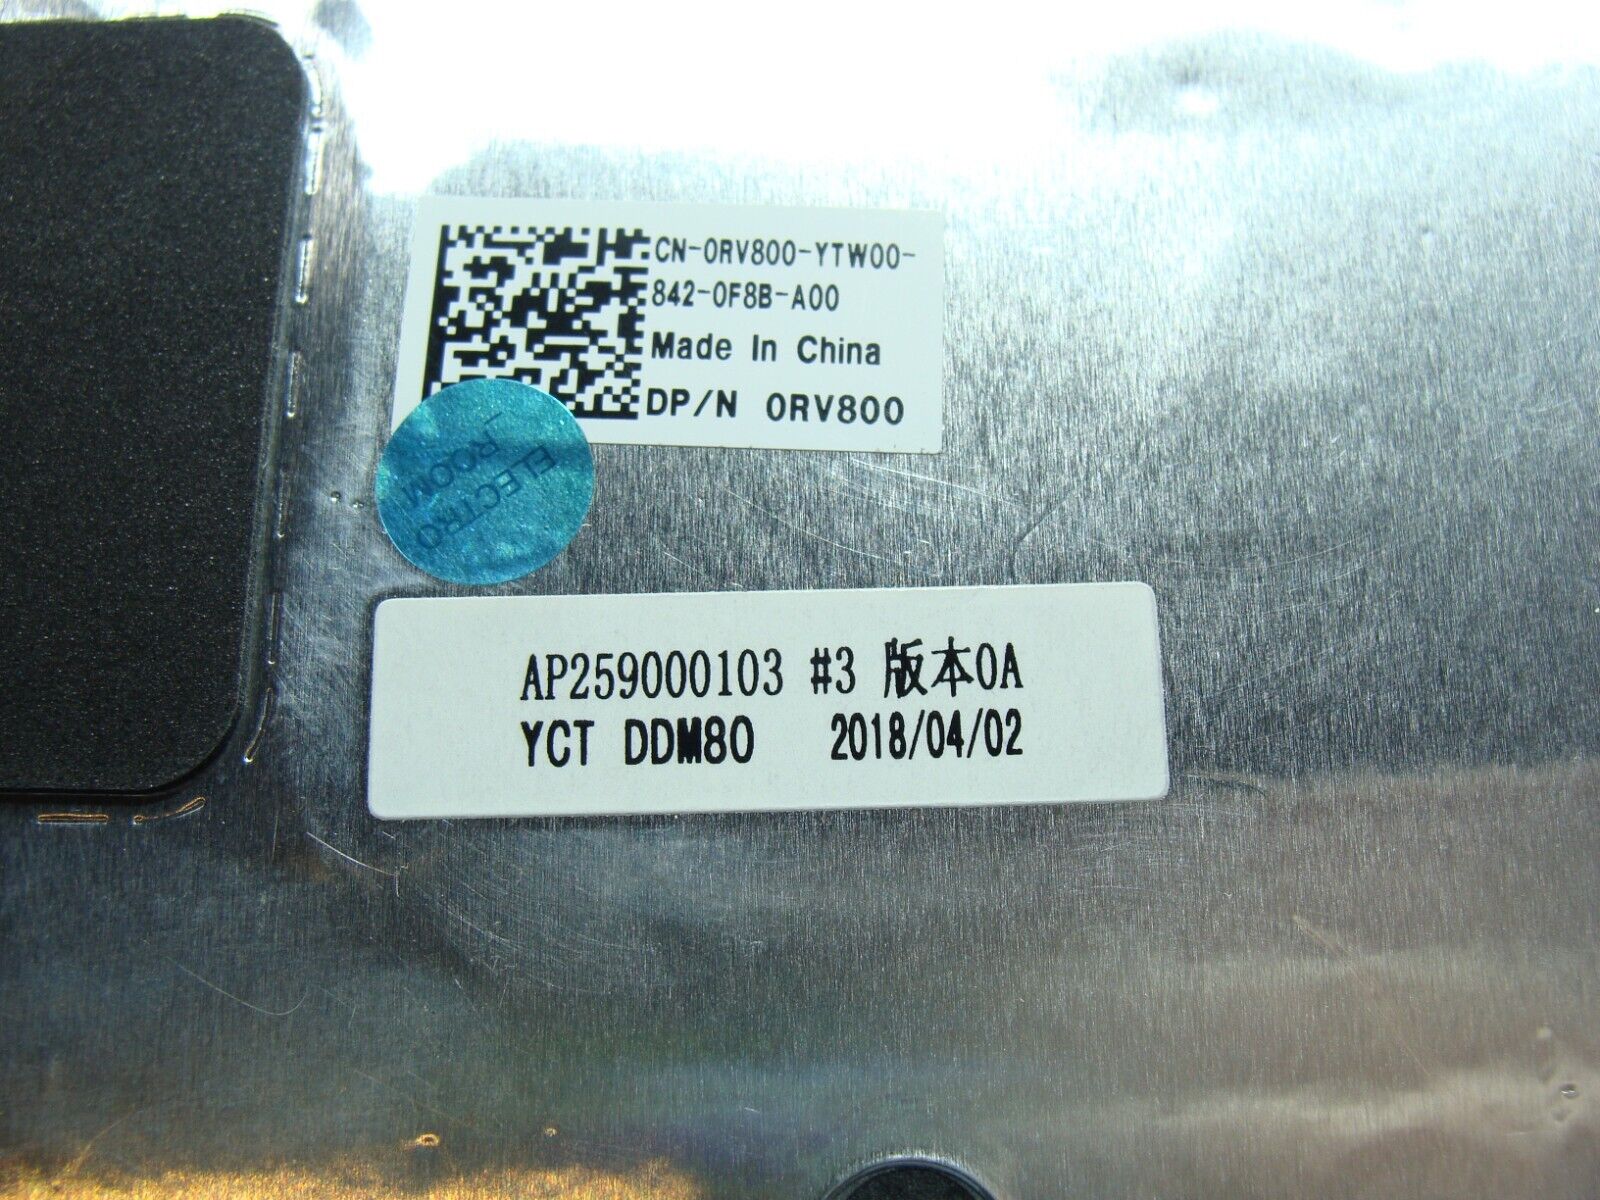 CN-0RV800-YTW00-
842-0F8B-A00
Made In China
DP/N 0RV800
ELECTRO
_ROOM
AP259000103 #3 版本0A
YCT DDM80 2018/04/02